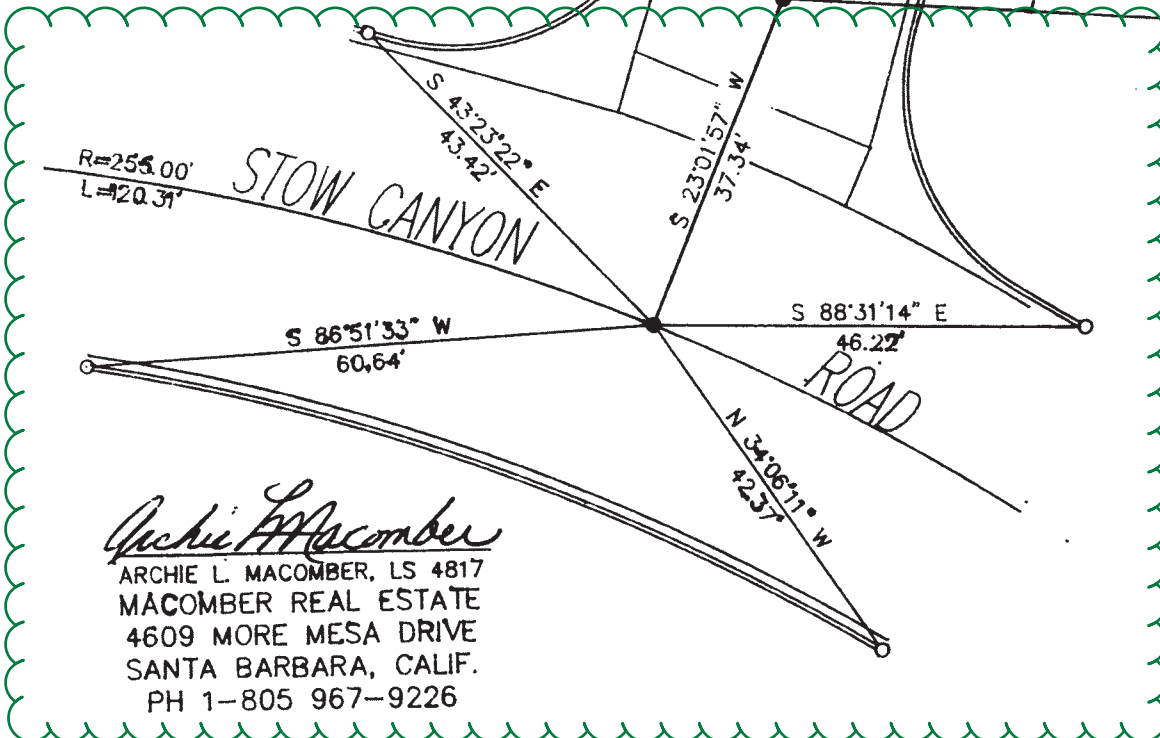 S 43°23'22" E
43.42'
S 23°01'57" W
37.34'
R=255.00'
L=120.31'
STOW CANYON
S 86°51'33" W
60.64'
S 88°31'14" E
46.22'
ROAD
N 34°06'11" W
42.37'
Archie L Macomber
ARCHIE L. MACOMBER, LS 4817
MACOMBER REAL ESTATE
4609 MORE MESA DRIVE
SANTA BARBARA, CALIF.
PH 1-805 967-9226